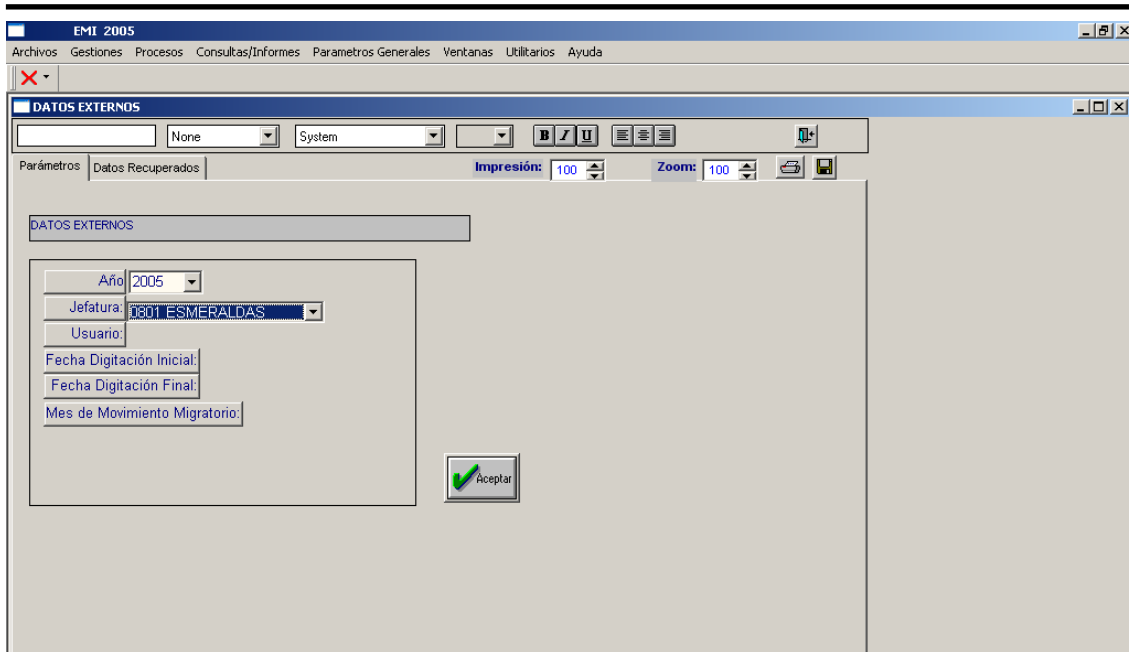 EMI 2005
Archivos Gestiones Procesos Consultas/Informes Parametros Generales Ventanas Utilitarios Ayuda
DATOS EXTERNOS
None System B I U
Parámetros Datos Recuperados Impresión: 100 Zoom: 100
DATOS EXTERNOS
Año 2005
Jefatura: 0801 ESMERALDAS
Usuario:
Fecha Digitación Inicial:
Fecha Digitación Final:
Mes de Movimiento Migratorio:
Aceptar